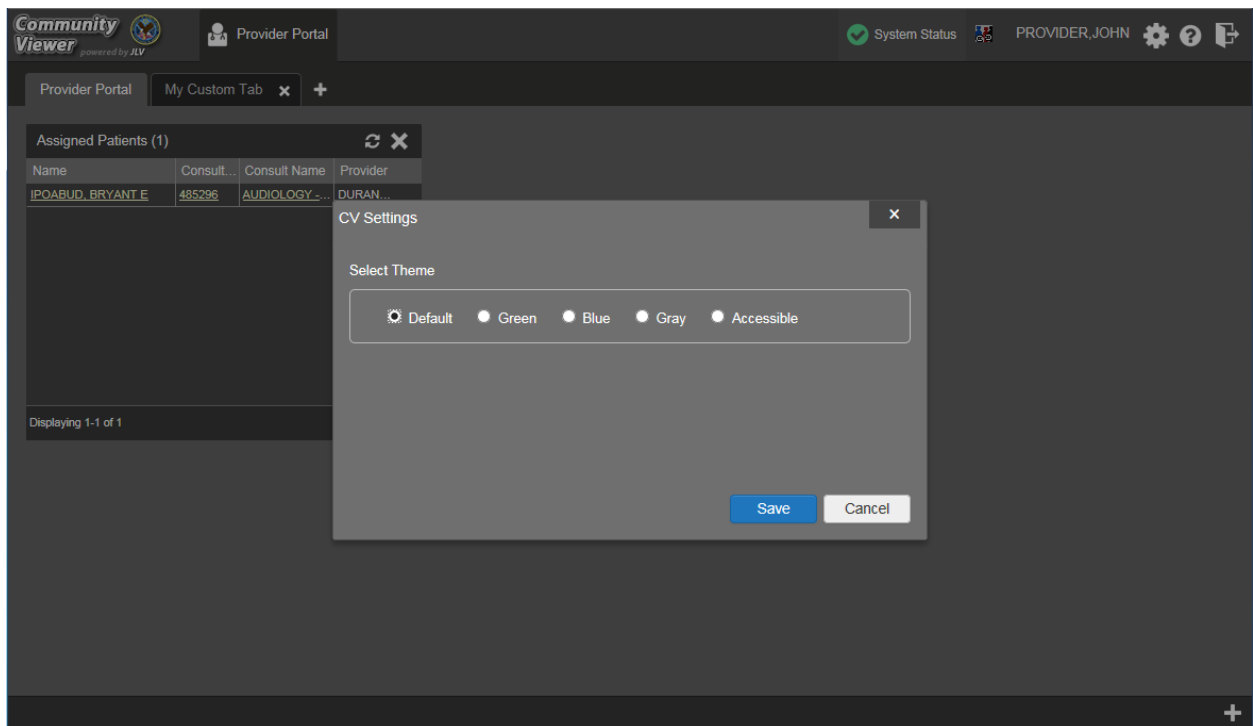 Community
Viewer powered by JLV
Provider Portal
System Status
PROVIDER,JOHN
Provider Portal
My Custom Tab
Assigned Patients (1)
Name Consult... Consult Name Provider
IPOABUD, BRYANT E 485296 AUDIOLOGY -... DURAN...
CV Settings
Select Theme
Default Green Blue Gray Accessible
Displaying 1-1 of 1
Save Cancel